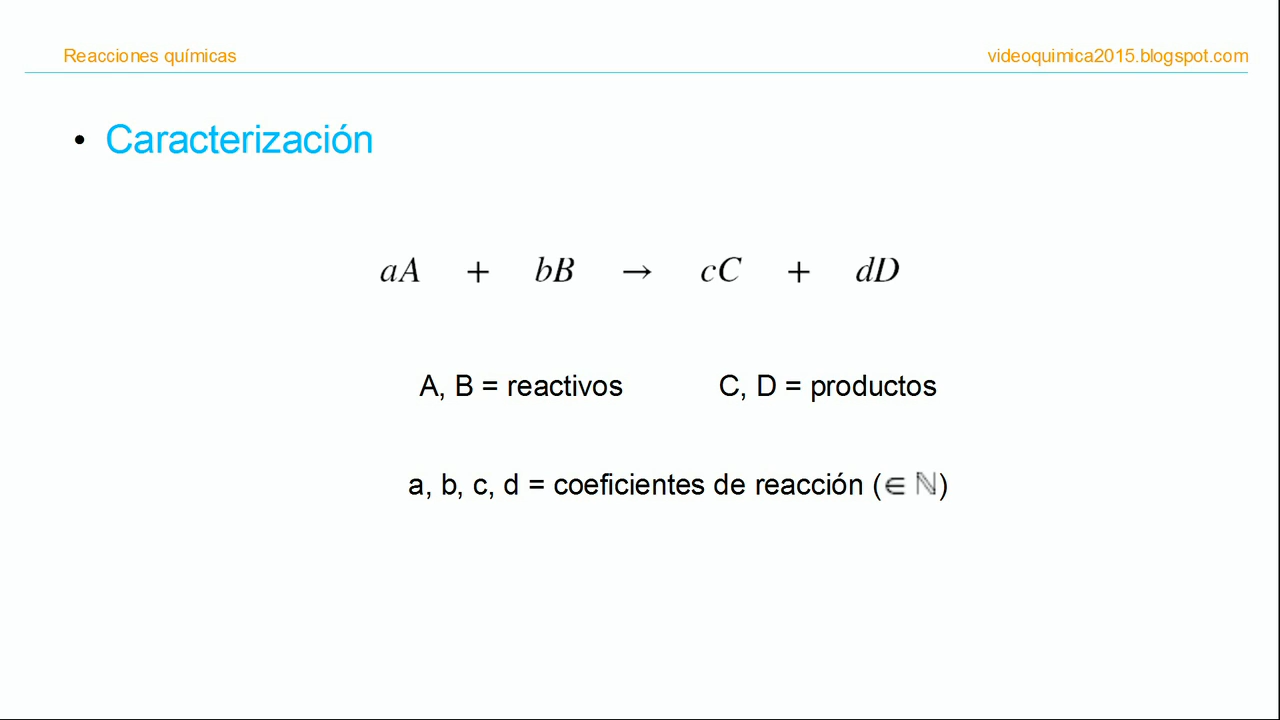 Reacciones químicas videoquimica2015.blogspot.com
• Caracterización
aA + bB → cC + dD
A, B = reactivos C, D = productos
a, b, c, d = coeficientes de reacción (∈ ℕ)